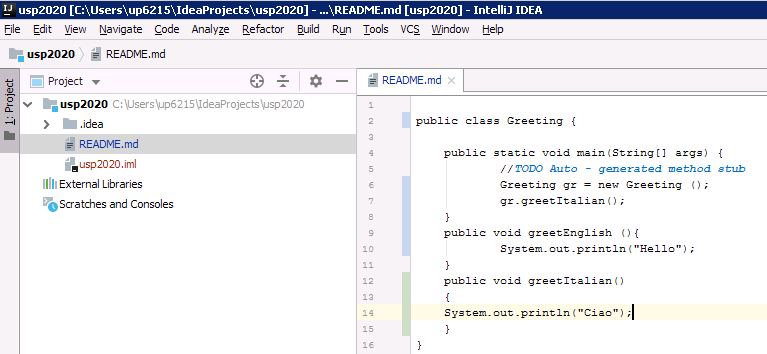 usp2020 [C:\Users\up6215\IdeaProjects\usp2020] - ...\README.md [usp2020] - IntelliJ IDEA
File Edit View Navigate Code Analyze Refactor Build Run Tools VCS Window Help
usp2020 README.md
1: Project
Project
usp2020 C:\Users\up6215\IdeaProjects\usp2020
.idea
README.md
usp2020.iml
External Libraries
Scratches and Consoles
README.md
1
2 public class Greeting {
3
4 public static void main(String[] args) {
5 //TODO Auto - generated method stub
6 Greeting gr = new Greeting ();
7 gr.greetItalian();
8 }
9 public void greetEnglish (){
10 System.out.println("Hello");
11 }
12 public void greetItalian()
13 {
14 System.out.println("Ciao");
15 }
16 }